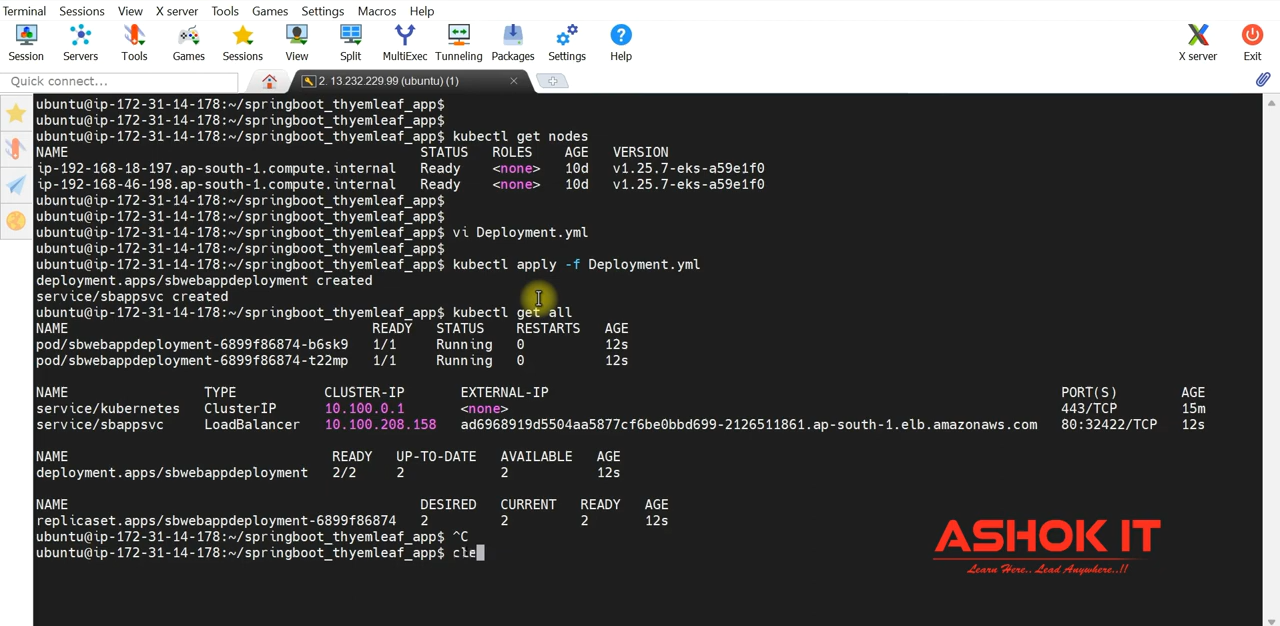 Terminal Sessions View X server Tools Games Settings Macros Help
Session Servers Tools Games Sessions View Split MultiExec Tunneling Packages Settings Help X server Exit
Quick connect... 2. 13.232.229.99 (ubuntu) (1)
ubuntu@ip-172-31-14-178:~/springboot_thyemleaf_app$
ubuntu@ip-172-31-14-178:~/springboot_thyemleaf_app$
ubuntu@ip-172-31-14-178:~/springboot_thyemleaf_app$ kubectl get nodes
NAME STATUS ROLES AGE VERSION
ip-192-168-18-197.ap-south-1.compute.internal Ready <none> 10d v1.25.7-eks-a59e1f0
ip-192-168-46-198.ap-south-1.compute.internal Ready <none> 10d v1.25.7-eks-a59e1f0
ubuntu@ip-172-31-14-178:~/springboot_thyemleaf_app$
ubuntu@ip-172-31-14-178:~/springboot_thyemleaf_app$
ubuntu@ip-172-31-14-178:~/springboot_thyemleaf_app$ vi Deployment.yml
ubuntu@ip-172-31-14-178:~/springboot_thyemleaf_app$
ubuntu@ip-172-31-14-178:~/springboot_thyemleaf_app$ kubectl apply -f Deployment.yml
deployment.apps/sbwebappdeployment created
service/sbappsvc created
ubuntu@ip-172-31-14-178:~/springboot_thyemleaf_app$ kubectl get all
NAME READY STATUS RESTARTS AGE
pod/sbwebappdeployment-6899f86874-b6sk9 1/1 Running 0 12s
pod/sbwebappdeployment-6899f86874-t22mp 1/1 Running 0 12s
NAME TYPE CLUSTER-IP EXTERNAL-IP PORT(S) AGE
service/kubernetes ClusterIP 10.100.0.1 <none> 443/TCP 15m
service/sbappsvc LoadBalancer 10.100.208.158 ad6968919d5504aa5877cf6be0bbd699-2126511861.ap-south-1.elb.amazonaws.com 80:32422/TCP 12s
NAME READY UP-TO-DATE AVAILABLE AGE
deployment.apps/sbwebappdeployment 2/2 2 2 12s
NAME DESIRED CURRENT READY AGE
replicaset.apps/sbwebappdeployment-6899f86874 2 2 2 12s
ubuntu@ip-172-31-14-178:~/springboot_thyemleaf_app$ ^C
ubuntu@ip-172-31-14-178:~/springboot_thyemleaf_app$ cle
ASHOK IT
Learn Here.. Lead Anywhere..!!